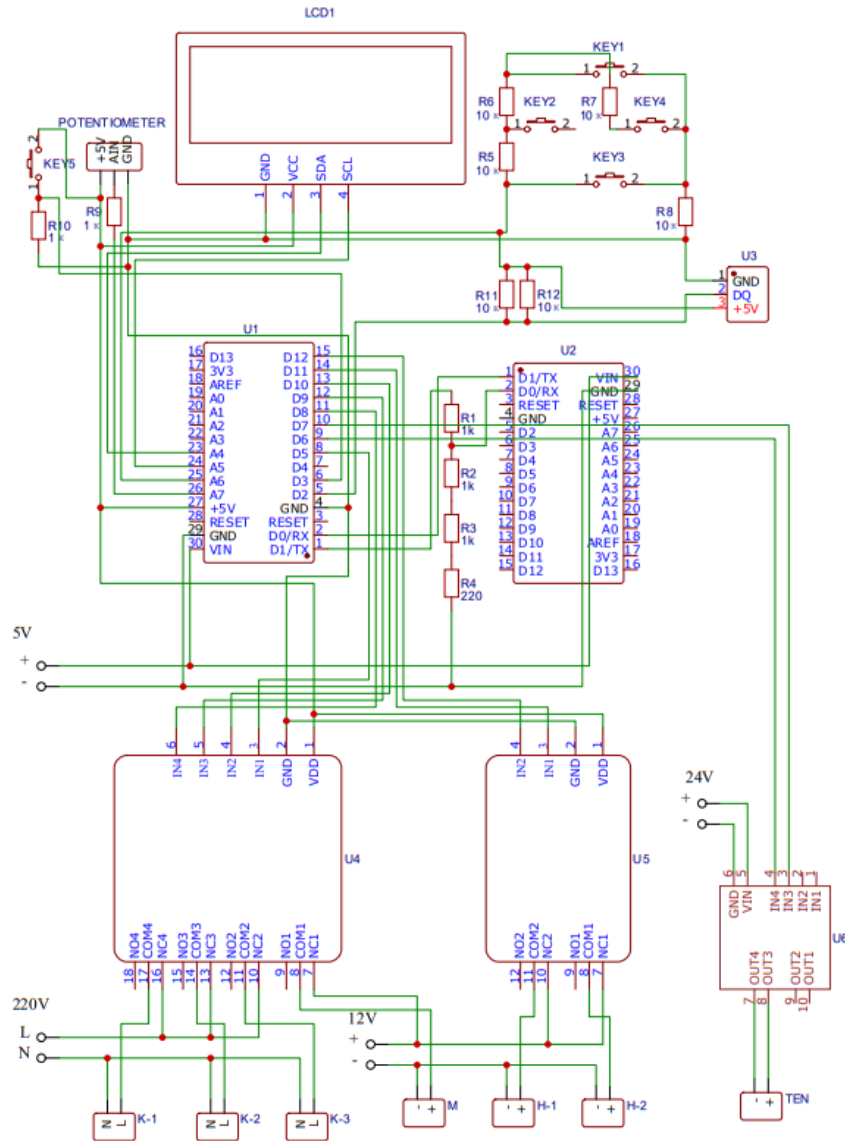 LCD1
GND VCC SDA SCL
1 2 3 4
KEY1
1 2
R6
10 K
R7
10 K
KEY2
1 2
KEY4
1 2
R5
10 K
KEY3
1 2
R8
10 K
POTENTIOMETER
+5V AIN GND
2
KEY5
1
R10
1 K
R9
1 K
U3
1 GND
2 DQ
3 +5V
R11
10 K
R12
10 K
U1
16 D13 D12 15
17 3V3 D11 14
18 AREF D10 13
19 A0 D9 12
20 A1 D8 11
21 A2 D7 10
22 A3 D6 9
23 A4 D5 8
24 A5 D4 7
25 A6 D3 6
26 A7 D2 5
27 +5V GND 4
28 RESET RESET 3
29 GND D0/RX 2
30 VIN D1/TX 1
R1
1k
R2
1k
R3
1k
R4
220
U2
1 D1/TX VIN 30
2 D0/RX GND 29
3 RESET RESET 28
4 GND +5V 27
5 D2 A7 26
6 D3 A6 25
7 D4 A5 24
8 D5 A4 23
9 D6 A3 22
10 D7 A2 21
11 D8 A1 20
12 D9 A0 19
13 D10 AREF 18
14 D11 3V3 17
15 D12 D13 16
5V
+
-
6 5 4 3 2 1
IN4 IN3 IN2 IN1 GND VDD
U4
NO4 COM4 NC4 NO3 COM3 NC3 NO2 COM2 NC2 NO1 COM1 NC1
18 17 16 15 14 13 12 11 10 9 8 7
4 3 2 1
IN2 IN1 GND VDD
U5
NO2 COM2 NC2 NO1 COM1 NC1
12 11 10 9 8 7
24V
+
-
6 5 4 3 2 1
GND VIN IN4 IN3 IN2 IN1
U6
OUT4 OUT3 OUT2 OUT1
7 8 9 10
220V
L
N
12V
+
-
N L K-1
N L K-2
N L K-3
- + M
- + H-1
- + H-2
- + TEN